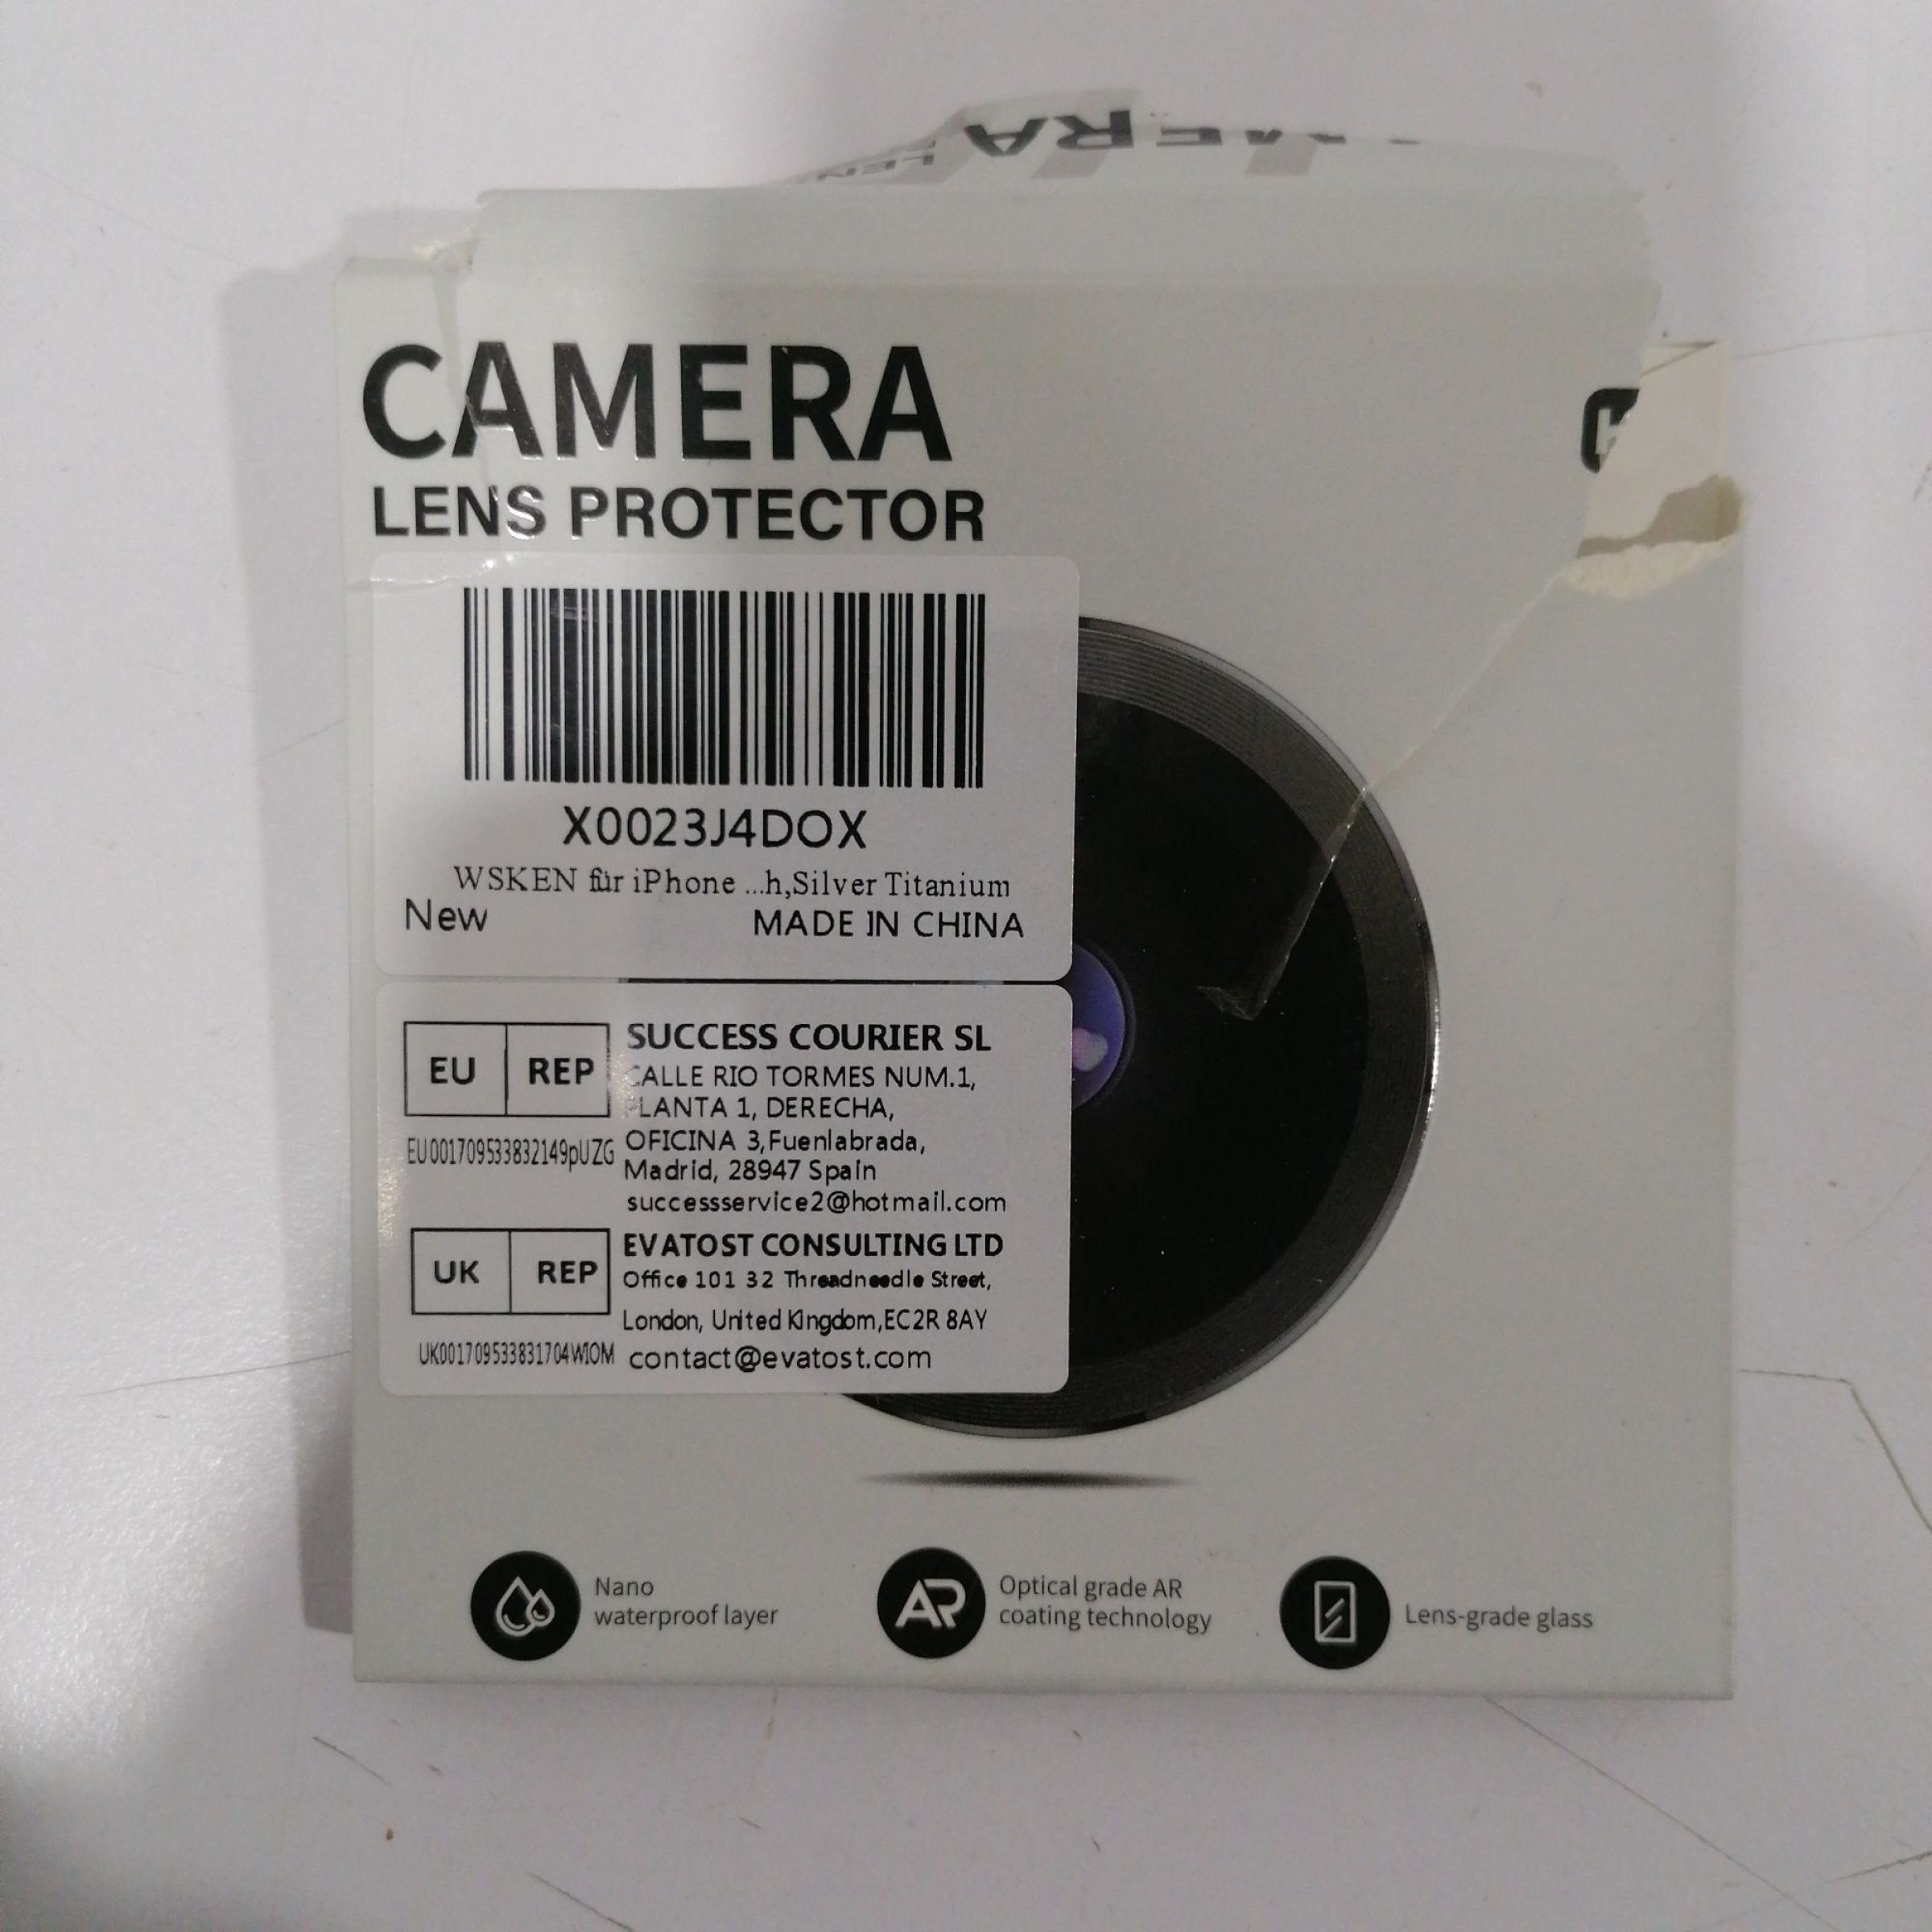 CAMERA
LENS PROTECTOR
X0023J4DOX
WSKEN für iPhone ...h,Silver Titanium
New
MADE IN CHINA
EU REP
SUCCESS COURIER SL
CALLE RIO TORMES NUM.1,
PLANTA 1, DERECHA,
OFICINA 3,Fuenlabrada,
Madrid, 28947 Spain
successservice2@hotmail.com
EU001709533832149pUZG
UK REP
EVATOST CONSULTING LTD
Office 101 32 Threadneedle Street,
London, United Kingdom,EC2R 8AY
contact@evatost.com
UK001709533831704WIOM
Nano
waterproof layer
AR
Optical grade AR
coating technology
Lens-grade glass